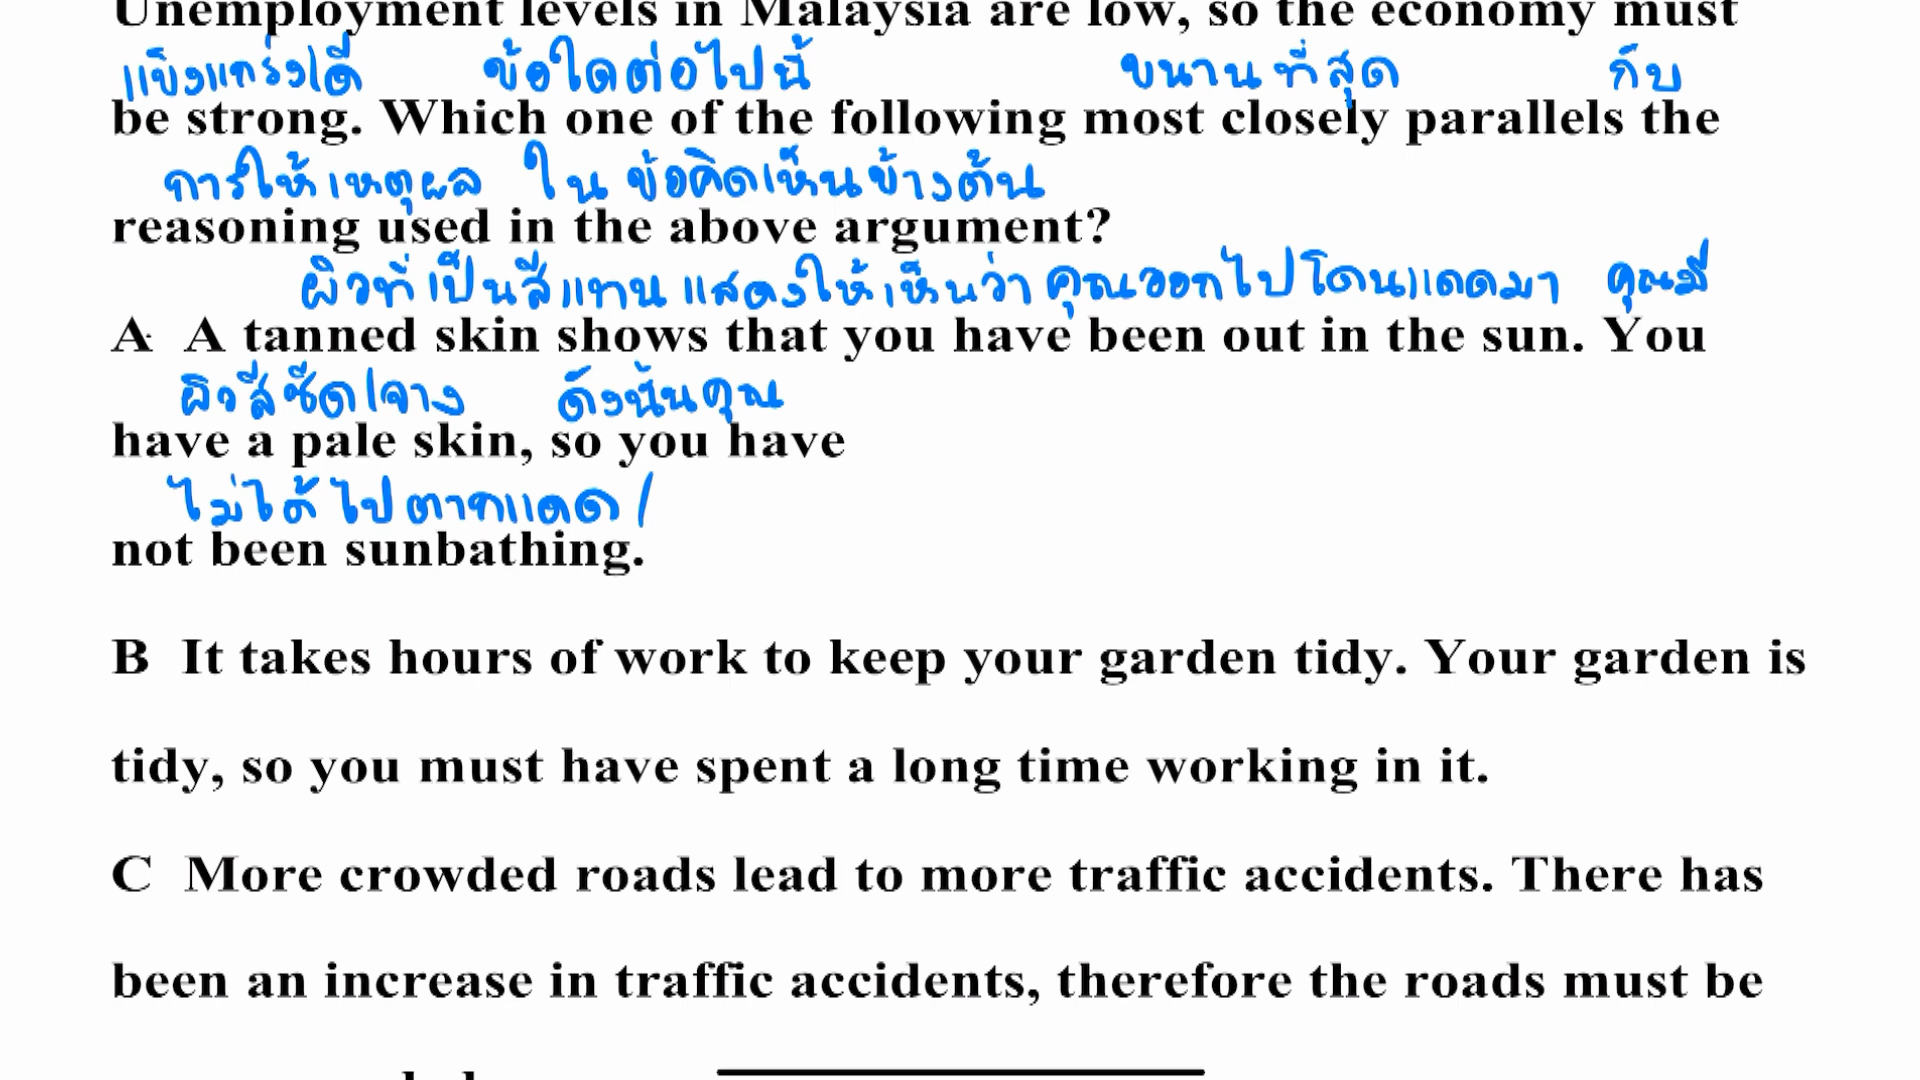 Unemployment levels in Malaysia are low, so the economy must
แข็งแกร่ง/ดี ข้อใดต่อไปนี้ ขนานที่สุด กับ
be strong. Which one of the following most closely parallels the
การให้เหตุผล ใน ข้อคิดเห็นข้างต้น
reasoning used in the above argument?
ผิวที่เป็นสีแทน แสดงให้เห็นว่า คุณออกไปโดนแดดมา คุณมี
A A tanned skin shows that you have been out in the sun. You
ผิวสีซีด/จาง ดังนั้นคุณ
have a pale skin, so you have
ไม่ได้ไปตากแดด/
not been sunbathing.
B It takes hours of work to keep your garden tidy. Your garden is
tidy, so you must have spent a long time working in it.
C More crowded roads lead to more traffic accidents. There has
been an increase in traffic accidents, therefore the roads must be